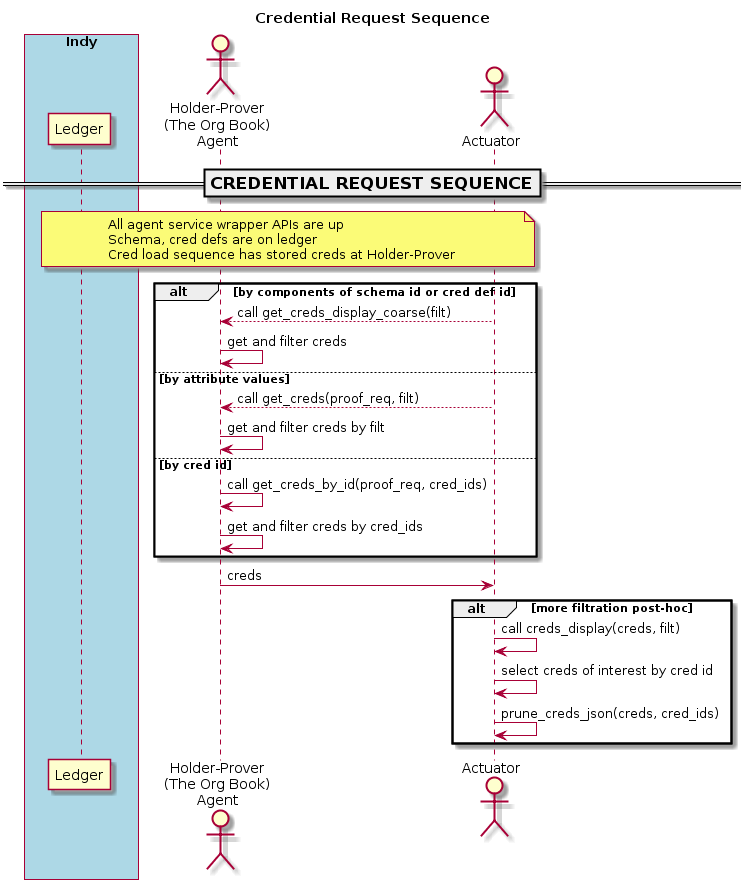 Credential Request Sequence
Indy
Ledger
Holder-Prover
(The Org Book)
Agent
Actuator
CREDENTIAL REQUEST SEQUENCE
All agent service wrapper APIs are up
Schema, cred defs are on ledger
Cred load sequence has stored creds at Holder-Prover
alt
[by components of schema id or cred def id]
call get_creds_display_coarse(filt)
get and filter creds
[by attribute values]
call get_creds(proof_req, filt)
get and filter creds by filt
[by cred id]
call get_creds_by_id(proof_req, cred_ids)
get and filter creds by cred_ids
creds
alt
[more filtration post-hoc]
call creds_display(creds, filt)
select creds of interest by cred id
prune_creds_json(creds, cred_ids)
Ledger
Holder-Prover
(The Org Book)
Agent
Actuator